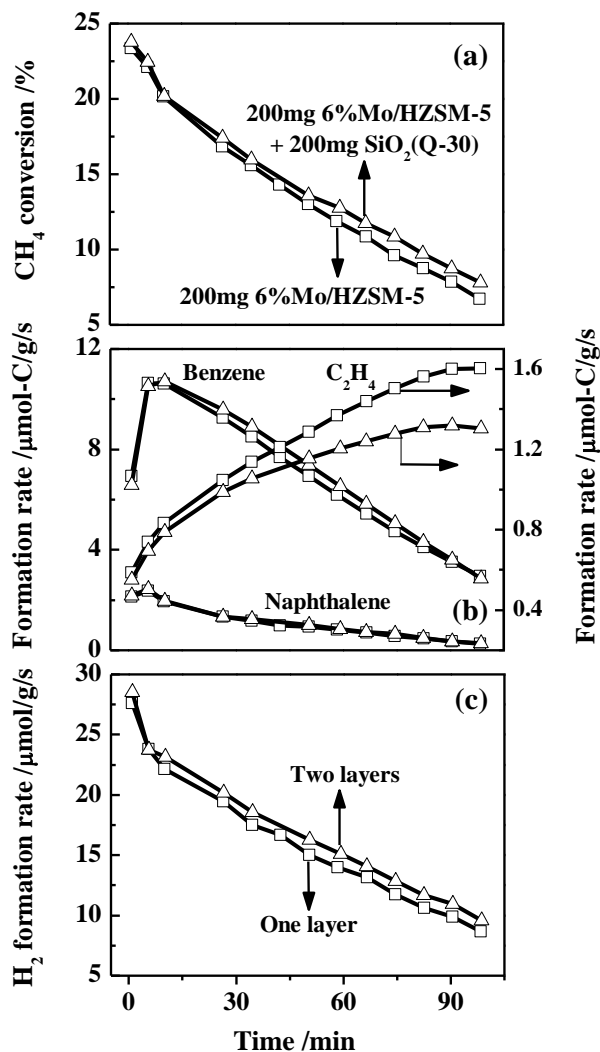 25
20
15
10
5
CH₄ conversion /%
(a)
200mg 6%Mo/HZSM-5
+ 200mg SiO₂(Q-30)
200mg 6%Mo/HZSM-5
12
8
4
0
Formation rate /μmol-C/g/s
Benzene
C₂H₄
Naphthalene
(b)
1.6
1.2
0.8
0.4
Formation rate /μmol-C/g/s
30
25
20
15
10
5
H₂ formation rate /μmol/g/s
(c)
Two layers
One layer
0
30
60
90
Time /min